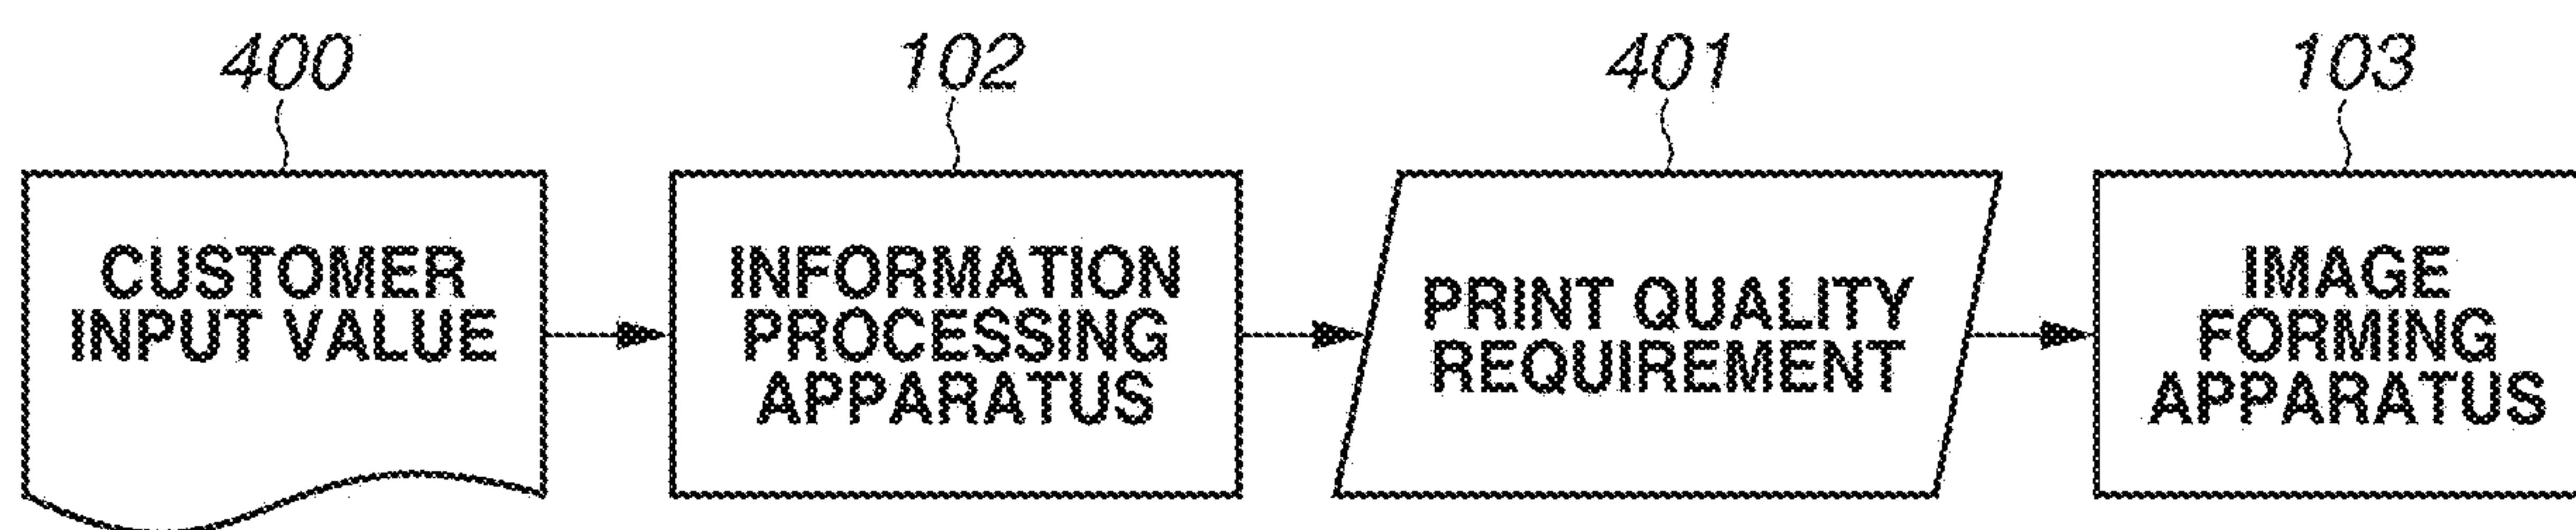 400
102
401
103
CUSTOMER
INPUT VALUE
INFORMATION
PROCESSING
APPARATUS
PRINT QUALITY
REQUIREMENT
IMAGE
FORMING
APPARATUS